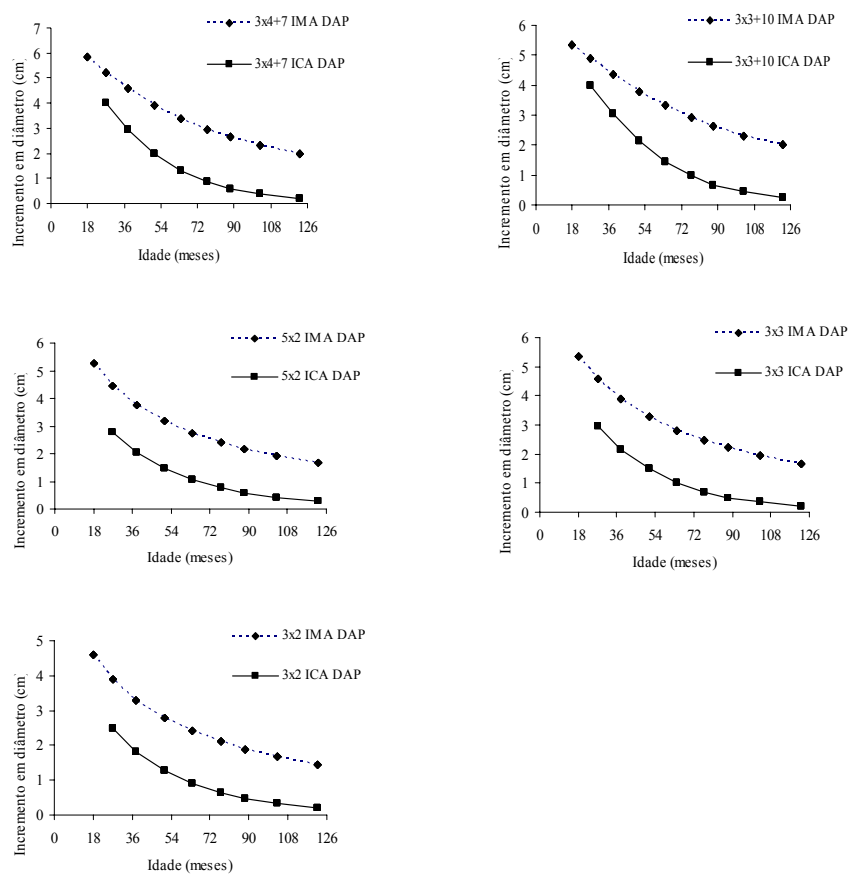 3x4+7 IMA DAP
3x4+7 ICA DAP
Incremento em diâmetro (cm)
7
6
5
4
3
2
1
0
0 18 36 54 72 90 108 126
Idade (meses)
3x3+10 IMA DAP
3x3+10 ICA DAP
Incremento em diâmetro (cm)
6
5
4
3
2
1
0
0 18 36 54 72 90 108 126
Idade (meses)
5x2 IMA DAP
5x2 ICA DAP
Incremento em diâmetro (cm)
6
5
4
3
2
1
0
0 18 36 54 72 90 108 126
Idade (meses)
3x3 IMA DAP
3x3 ICA DAP
Incremento em diâmetro (cm)
6
5
4
3
2
1
0
0 18 36 54 72 90 108 126
Idade (meses)
3x2 IMA DAP
3x2 ICA DAP
Incremento em diâmetro (cm)
5
4
3
2
1
0
0 18 36 54 72 90 108 126
Idade (meses)